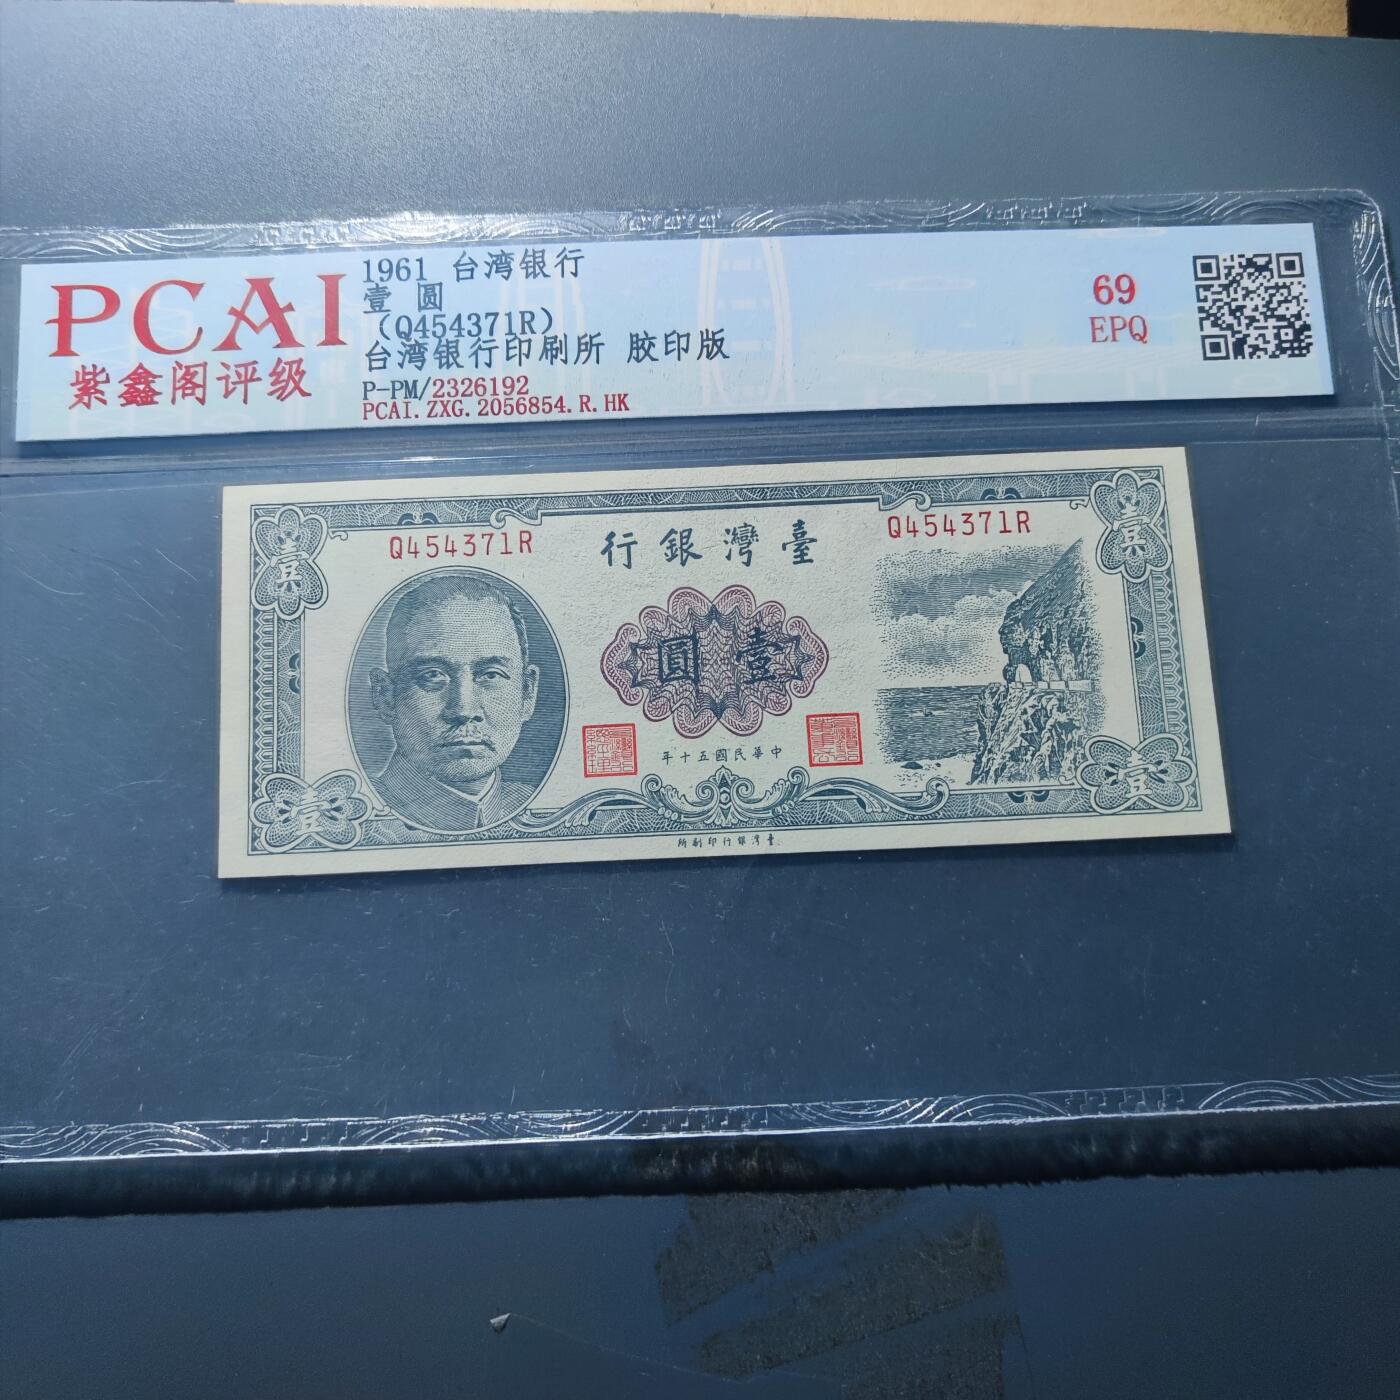 PCAI
紫鑫阁评级
1961 台湾银行
壹 圆
(Q454371R)
台湾银行印刷所 胶印版
P-PM/2326192
PCAI.ZXG.2056854.R.HK
69
EPQ
Q454371R
行銀灣臺
Q454371R
圓 壹
年十五國民華中
所刷印行銀灣臺
壹
壹